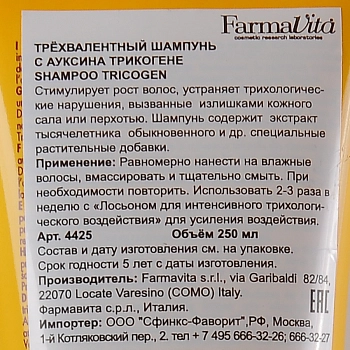 FarmaVita
cosmetic research laboratories
ТРЁХВАЛЕНТНЫЙ ШАМПУНЬ
С АУКСИНА ТРИКОГЕНЕ
SHAMPOO TRICOGEN
Стимулирует рост волос, устраняет трихологичес-
кие нарушения, вызванные излишками кожного
сала или перхотью. Шампунь содержит экстракт
тысячелетника обыкновенного и др. специальные
растительные добавки.
Применение: Равномерно нанести на влажные
волосы, вмассировать и тщательно смыть. При
необходимости повторить. Использовать 2-3 раза в
неделю с «Лосьоном для интенсивного трихологи-
ческого воздействия» для усиления воздействия.
Арт. 4425 Объём 250 мл
Состав и дату изготовления см. на упаковке.
Срок годности 5 лет с даты изготовления.
Производитель: Farmavita s.r.l., via Garibaldi 82/84,
22070 Locate Varesino (COMO) Italy.
Фармавита с.р.л., Италия.
Импортер: ООО "Сфинкс-Фаворит",РФ, Москва,
1-й Котляковский пер., 2. тел + 7 495 666-32-26; 666-32-27
EAC